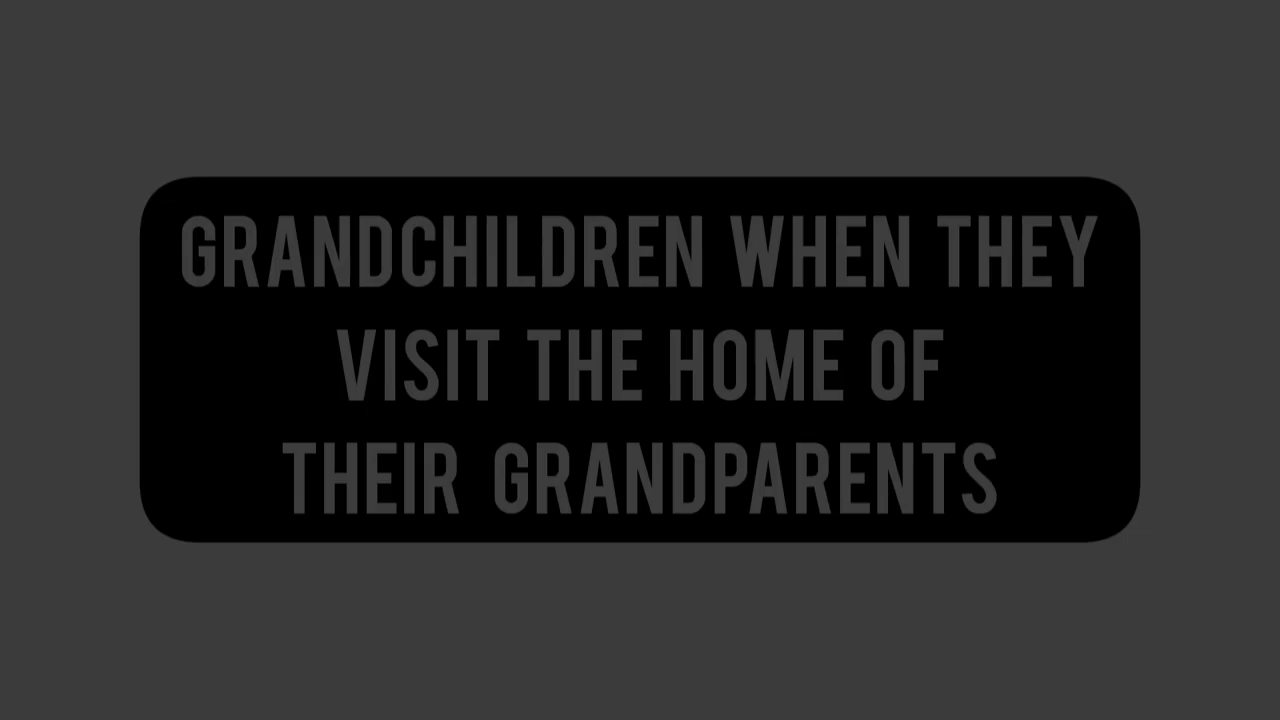 GRANDCHILDREN WHEN THEY
VISIT THE HOME OF
THEIR GRANDPARENTS